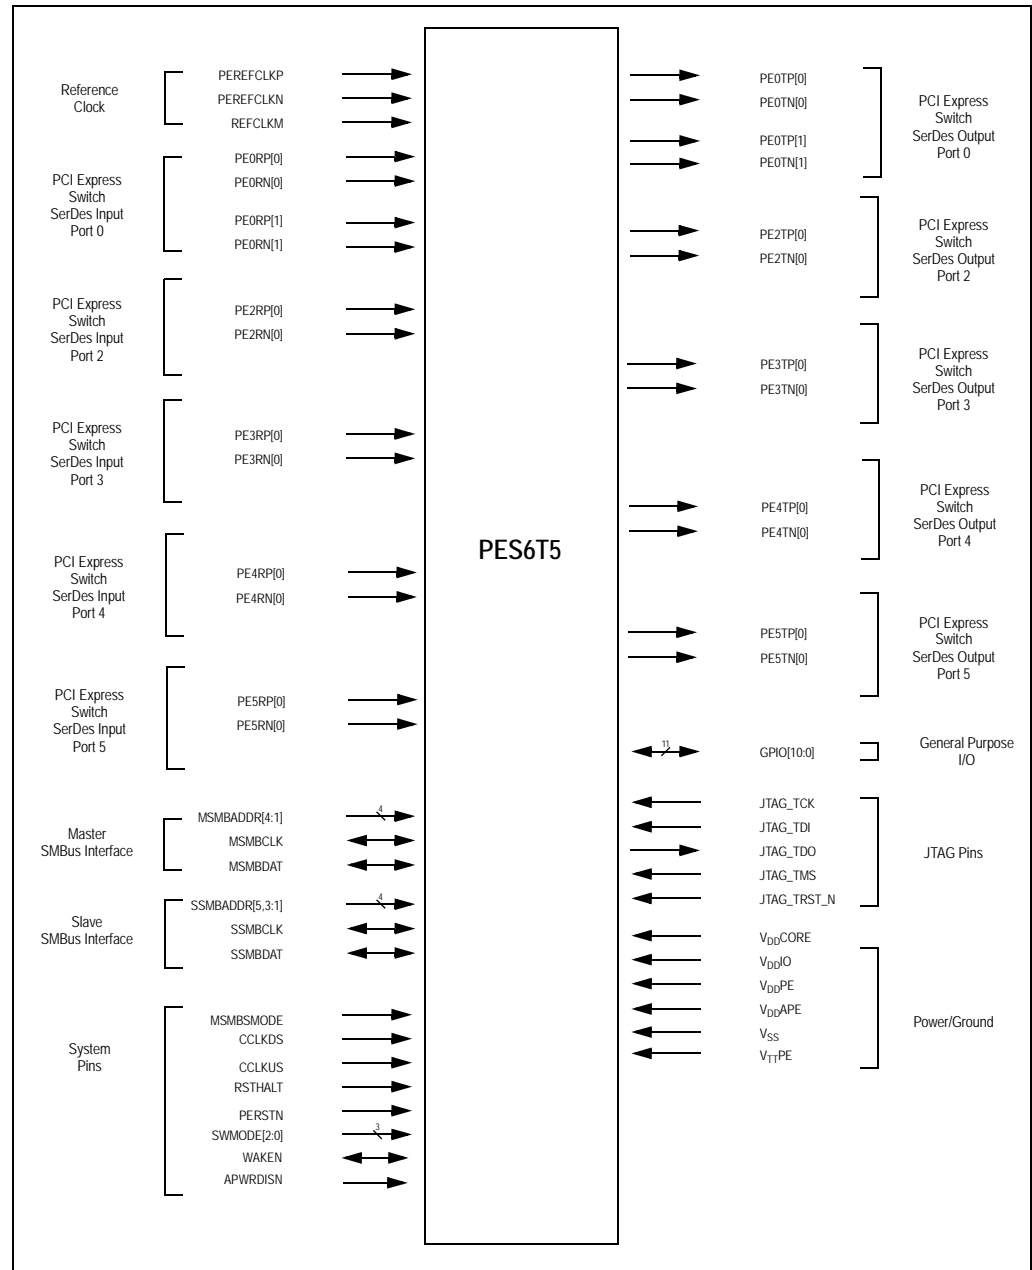 Reference
Clock
PEREFCLKP
PEREFCLKN
REFCLKM
PCI Express
Switch
SerDes Input
Port 0
PE0RP[0]
PE0RN[0]
PE0RP[1]
PE0RN[1]
PCI Express
Switch
SerDes Input
Port 2
PE2RP[0]
PE2RN[0]
PCI Express
Switch
SerDes Input
Port 3
PE3RP[0]
PE3RN[0]
PCI Express
Switch
SerDes Input
Port 4
PE4RP[0]
PE4RN[0]
PCI Express
Switch
SerDes Input
Port 5
PE5RP[0]
PE5RN[0]
Master
SMBus Interface
MSMBADDR[4:1]
4
MSMBCLK
MSMBDAT
Slave
SMBus Interface
SSMBADDR[5,3:1]
4
SSMBCLK
SSMBDAT
System
Pins
MSMBSMODE
CCLKDS
CCLKUS
RSTHALT
PERSTN
SWMODE[2:0]
3
WAKEN
APWRDISN
PES6T5
PE0TP[0]
PE0TN[0]
PE0TP[1]
PE0TN[1]
PCI Express
Switch
SerDes Output
Port 0
PE2TP[0]
PE2TN[0]
PCI Express
Switch
SerDes Output
Port 2
PE3TP[0]
PE3TN[0]
PCI Express
Switch
SerDes Output
Port 3
PE4TP[0]
PE4TN[0]
PCI Express
Switch
SerDes Output
Port 4
PE5TP[0]
PE5TN[0]
PCI Express
Switch
SerDes Output
Port 5
11
GPIO[10:0]
General Purpose
I/O
JTAG_TCK
JTAG_TDI
JTAG_TDO
JTAG_TMS
JTAG_TRST_N
JTAG Pins
VDDCORE
VDDIO
VDDPE
VDDAPE
VSS
VTTPE
Power/Ground